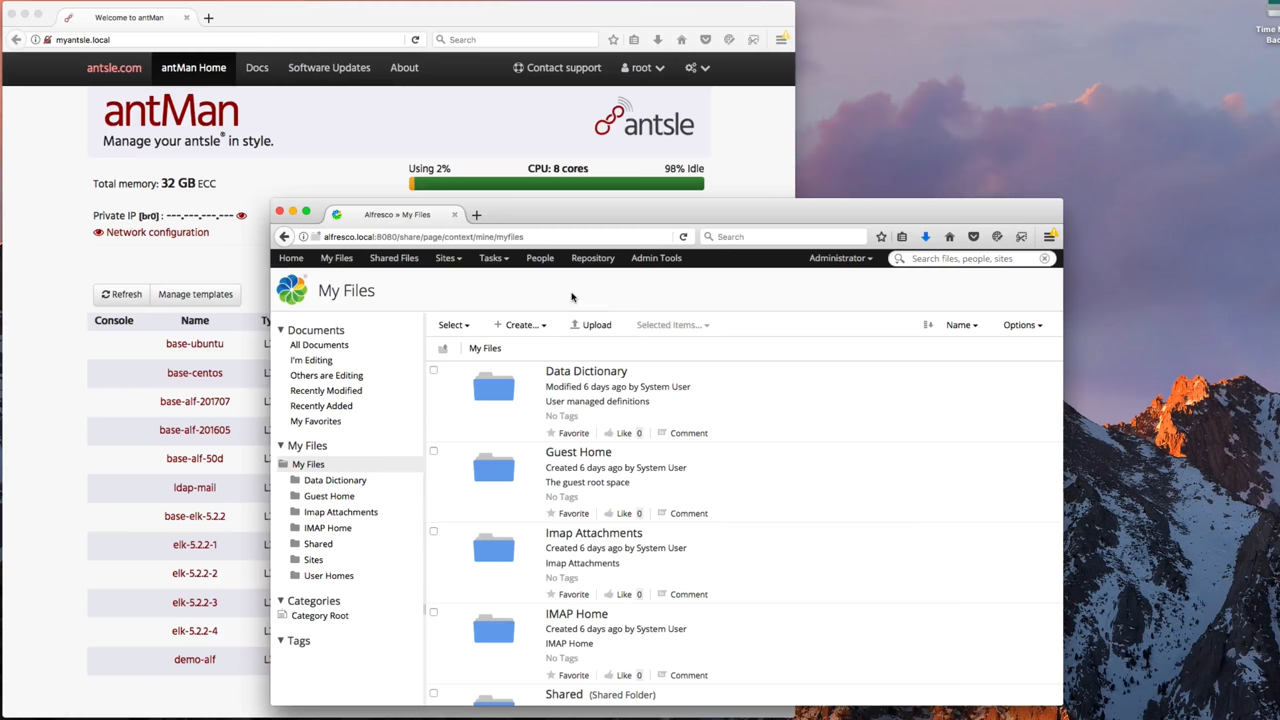 Welcome to antMan
myantsle.local
Search
antsle.com antMan Home Docs Software Updates About Contact support root
antMan
Manage your antsle® in style.
antsle
Using 2% CPU: 8 cores 98% Idle
Total memory: 32 GB ECC
Private IP [br0] : ---.---.---.---
Network configuration
Refresh Manage templates
Console Name
base-ubuntu
base-centos
base-alf-201707
base-alf-201605
base-alf-50d
ldap-mail
base-elk-5.2.2
elk-5.2.2-1
elk-5.2.2-2
elk-5.2.2-3
elk-5.2.2-4
demo-alf
Alfresco » My Files
alfresco.local:8080/share/page/context/mine/myfiles
Search
Home My Files Shared Files Sites Tasks People Repository Admin Tools Administrator Search files, people, sites
My Files
Select + Create... Upload Selected Items... Name Options
My Files
Documents
All Documents
I'm Editing
Others are Editing
Recently Modified
Recently Added
My Favorites
My Files
My Files
Data Dictionary
Guest Home
Imap Attachments
IMAP Home
Shared
Sites
User Homes
Categories
Category Root
Tags
Data Dictionary
Modified 6 days ago by System User
User managed definitions
No Tags
Favorite Like 0 Comment
Guest Home
Created 6 days ago by System User
The guest root space
No Tags
Favorite Like 0 Comment
Imap Attachments
Created 6 days ago by System User
Imap Attachments
No Tags
Favorite Like 0 Comment
IMAP Home
Created 6 days ago by System User
IMAP Home
No Tags
Favorite Like 0 Comment
Shared (Shared Folder)